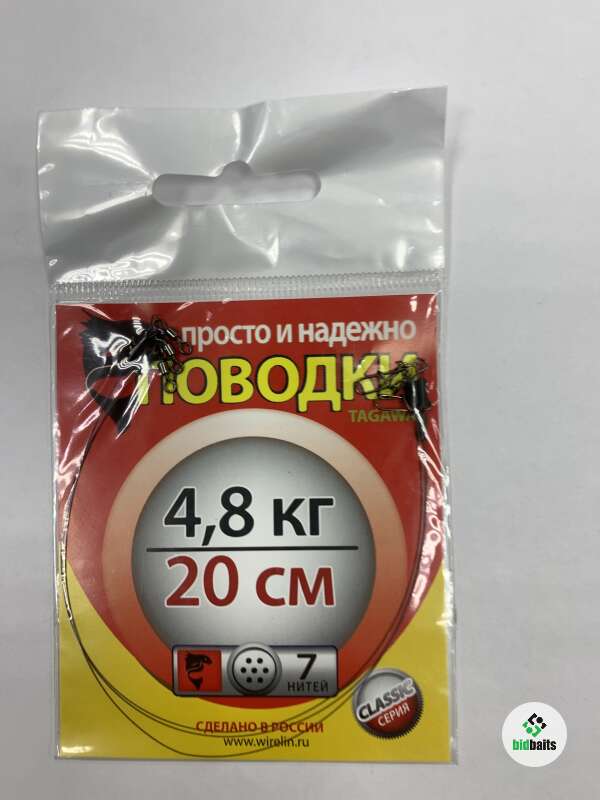 просто и надежно
ПОВОДКИ
TAGAWA
4,8 кг
20 см
7
НИТЕЙ
CLASSIC
СЕРИЯ
СДЕЛАНО В РОССИИ
www.wirelin.ru
bidbaits